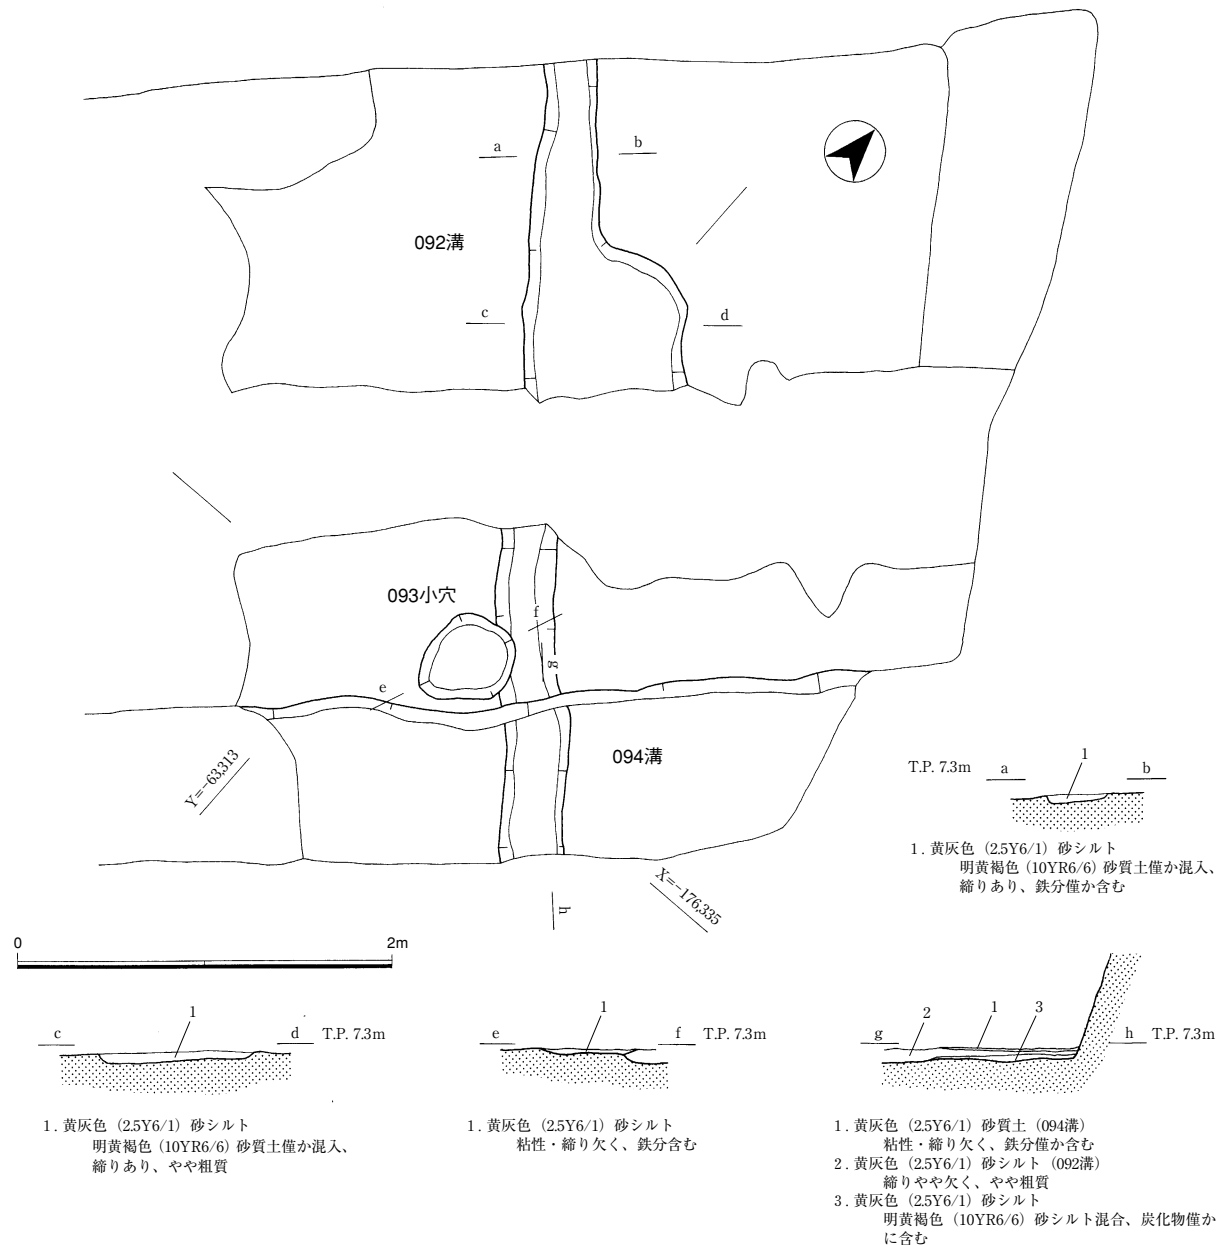 a
b
092溝
c
d
093小穴
f
g
e
094溝
Y=-63,313
X=-176,335
h
T.P. 7.3m
a
1
b
1. 黄灰色（2.5Y6/1）砂シルト
明黄褐色（10YR6/6）砂質土僅か混入、
締りあり、鉄分僅か含む
0
2m
c
1
d
T.P. 7.3m
1. 黄灰色（2.5Y6/1）砂シルト
明黄褐色（10YR6/6）砂質土僅か混入、
締りあり、やや粗質
e
1
f
T.P. 7.3m
1. 黄灰色（2.5Y6/1）砂シルト
粘性・締り欠く、鉄分含む
g
2
1
3
h
T.P. 7.3m
1. 黄灰色（2.5Y6/1）砂質土（094溝）
粘性・締り欠く、鉄分僅か含む
2. 黄灰色（2.5Y6/1）砂シルト（092溝）
締りやや欠く、やや粗質
3. 黄灰色（2.5Y6/1）砂シルト
明黄褐色（10YR6/6）砂シルト混合、炭化物僅か
に含む